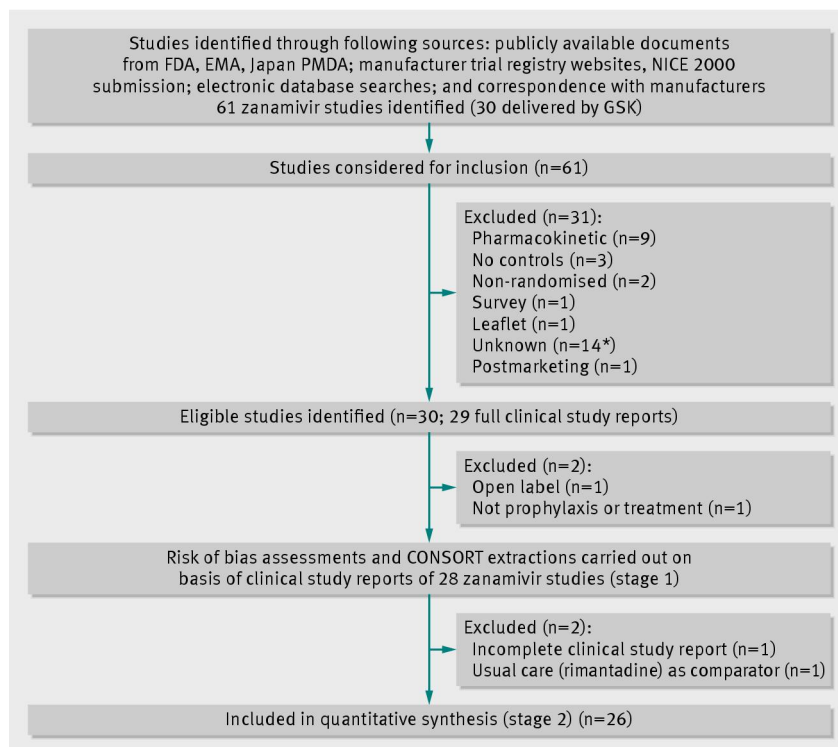 Studies identified through following sources: publicly available documents
from FDA, EMA, Japan PMDA; manufacturer trial registry websites, NICE 2000
submission; electronic database searches; and correspondence with manufacturers
61 zanamivir studies identified (30 delivered by GSK)
Studies considered for inclusion (n=61)
Excluded (n=31):
Pharmacokinetic (n=9)
No controls (n=3)
Non-randomised (n=2)
Survey (n=1)
Leaflet (n=1)
Unknown (n=14*)
Postmarketing (n=1)
Eligible studies identified (n=30; 29 full clinical study reports)
Excluded (n=2):
Open label (n=1)
Not prophylaxis or treatment (n=1)
Risk of bias assessments and CONSORT extractions carried out on
basis of clinical study reports of 28 zanamivir studies (stage 1)
Excluded (n=2):
Incomplete clinical study report (n=1)
Usual care (rimantadine) as comparator (n=1)
Included in quantitative synthesis (stage 2) (n=26)